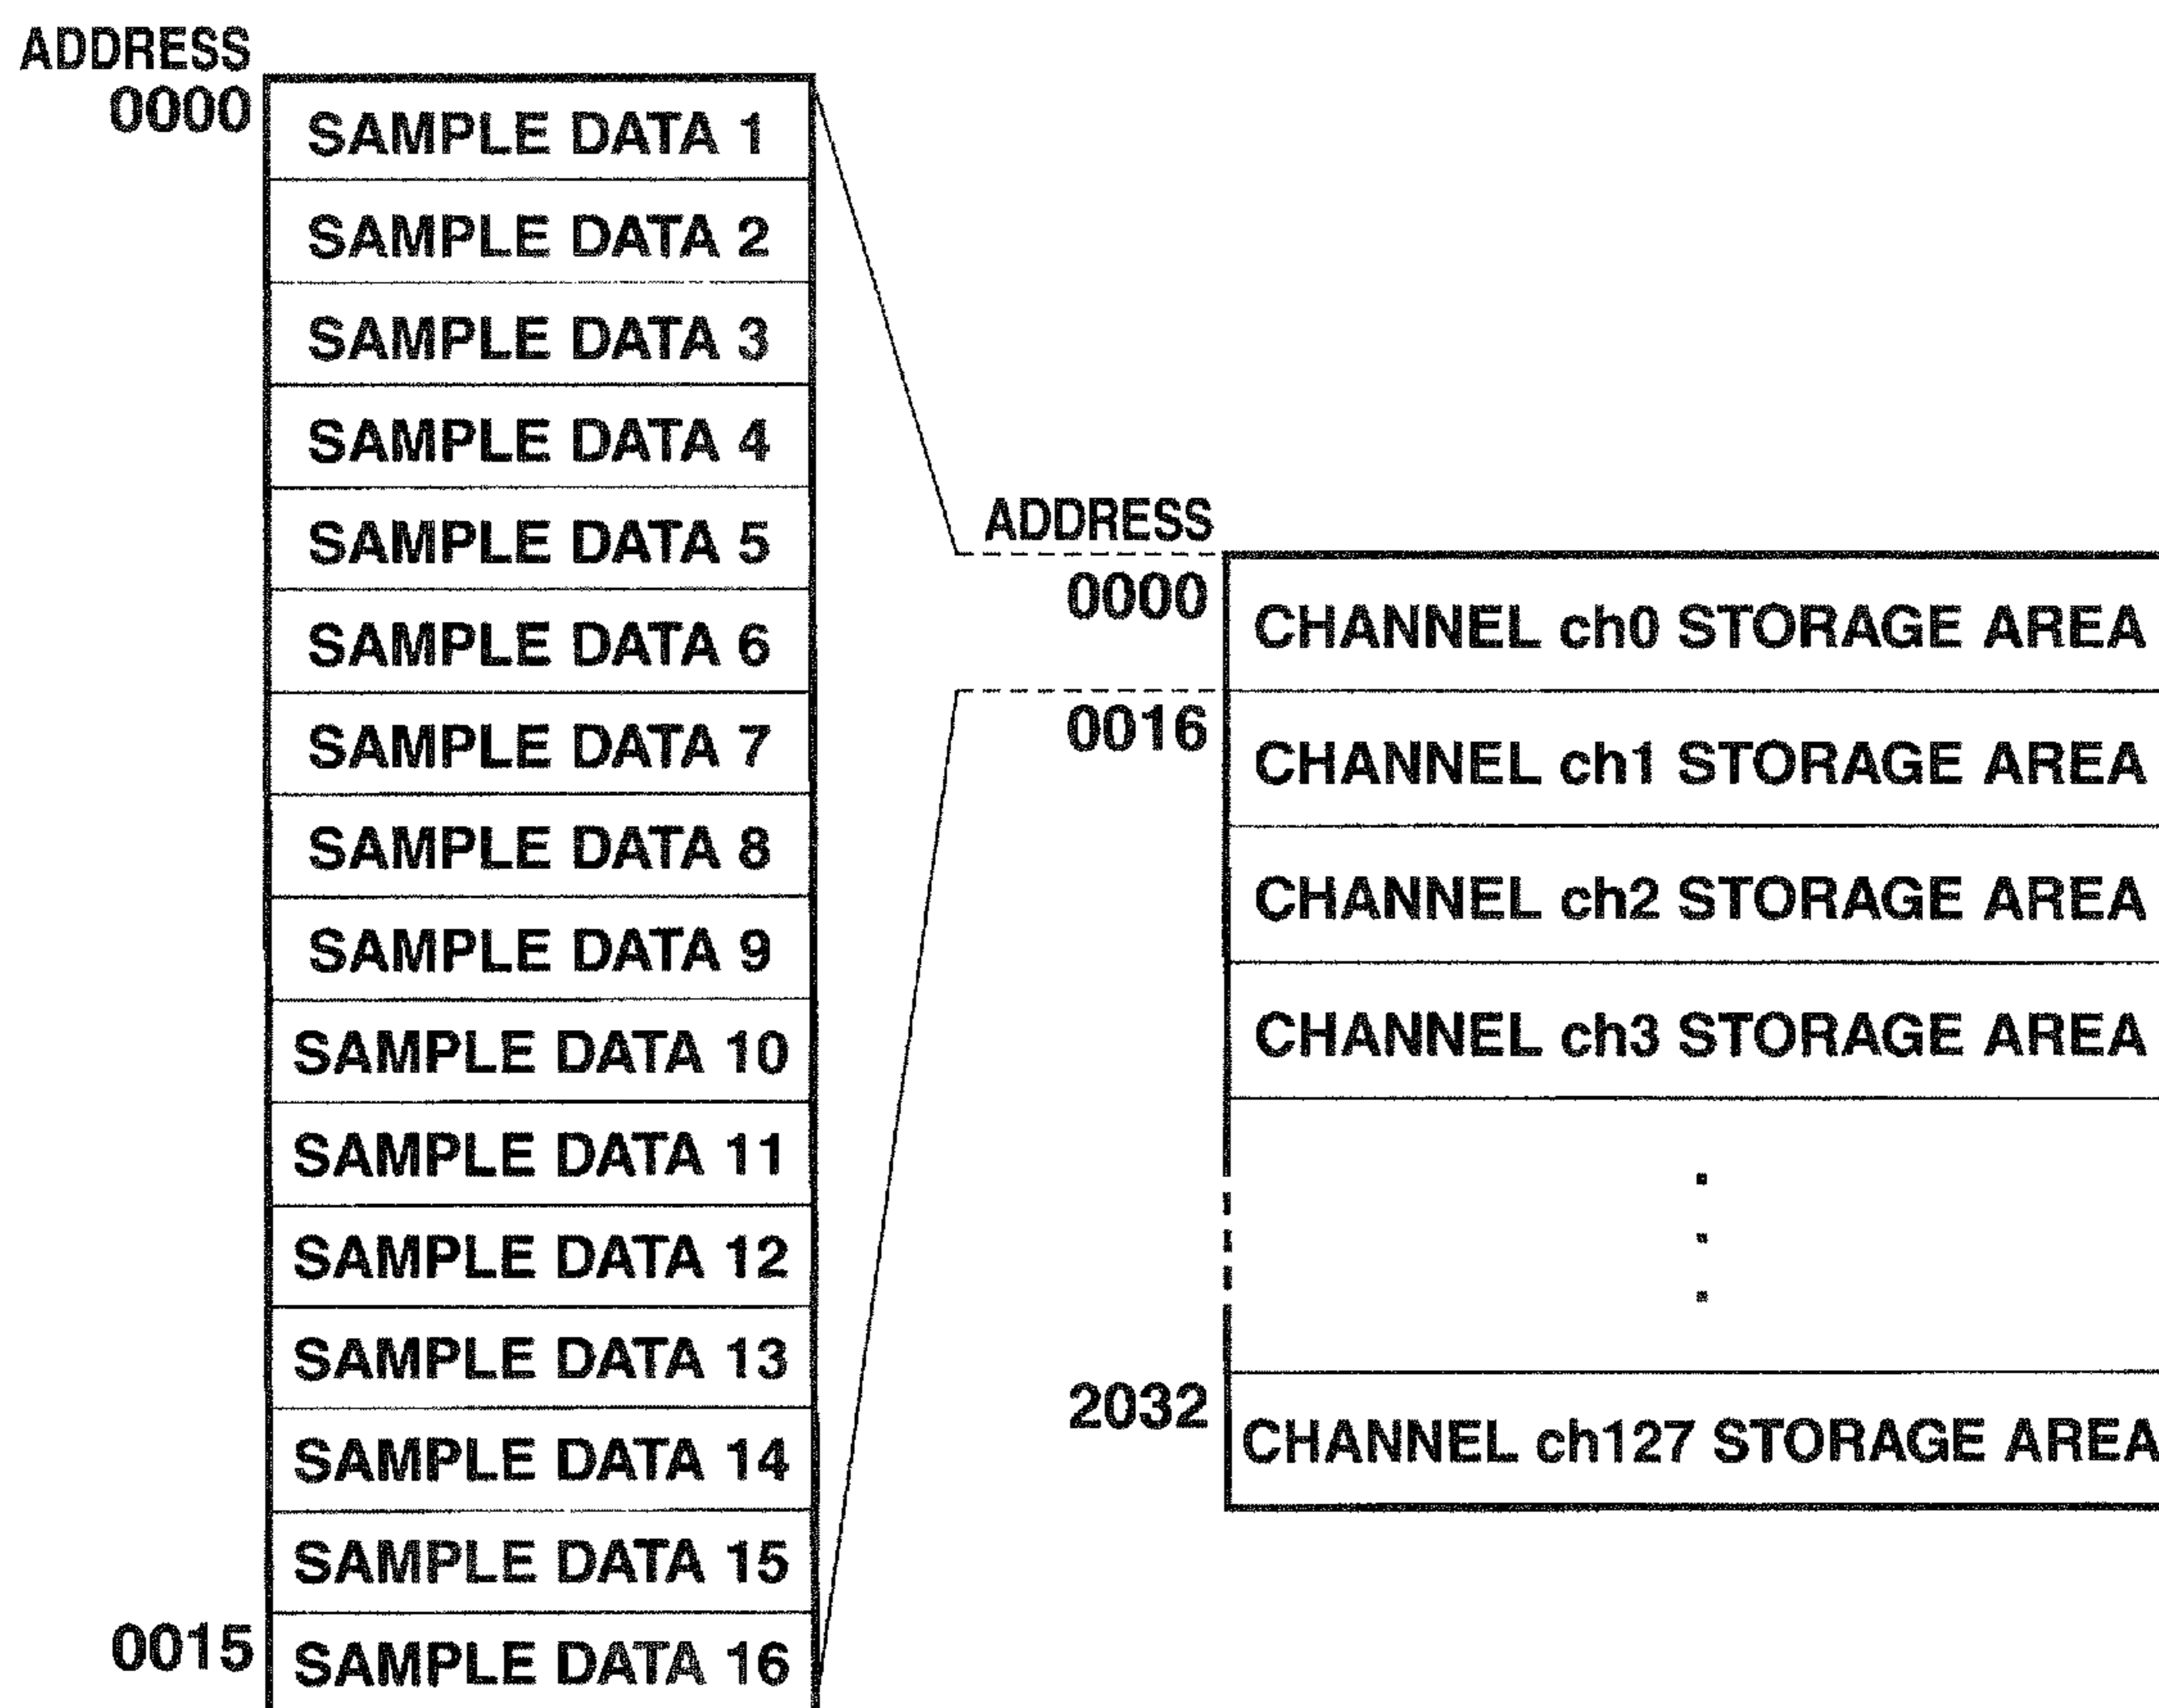 ADDRESS
0000
SAMPLE DATA 1
SAMPLE DATA 2
SAMPLE DATA 3
SAMPLE DATA 4
SAMPLE DATA 5
SAMPLE DATA 6
SAMPLE DATA 7
SAMPLE DATA 8
SAMPLE DATA 9
SAMPLE DATA 10
SAMPLE DATA 11
SAMPLE DATA 12
SAMPLE DATA 13
SAMPLE DATA 14
SAMPLE DATA 15
0015
SAMPLE DATA 16
ADDRESS
0000
CHANNEL ch0 STORAGE AREA
0016
CHANNEL ch1 STORAGE AREA
CHANNEL ch2 STORAGE AREA
CHANNEL ch3 STORAGE AREA
2032
CHANNEL ch127 STORAGE AREA